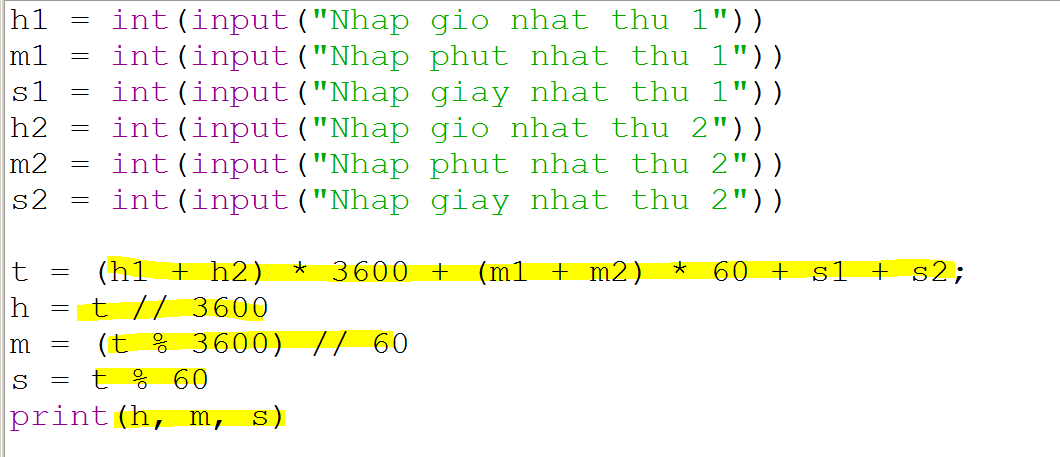 h1 = int(input("Nhap gio nhat thu 1"))
m1 = int(input("Nhap phut nhat thu 1"))
s1 = int(input("Nhap giay nhat thu 1"))
h2 = int(input("Nhap gio nhat thu 2"))
m2 = int(input("Nhap phut nhat thu 2"))
s2 = int(input("Nhap giay nhat thu 2"))
t = (h1 + h2) * 3600 + (m1 + m2) * 60 + s1 + s2;
h = t // 3600
m = (t % 3600) // 60
s = t % 60
print(h, m, s)